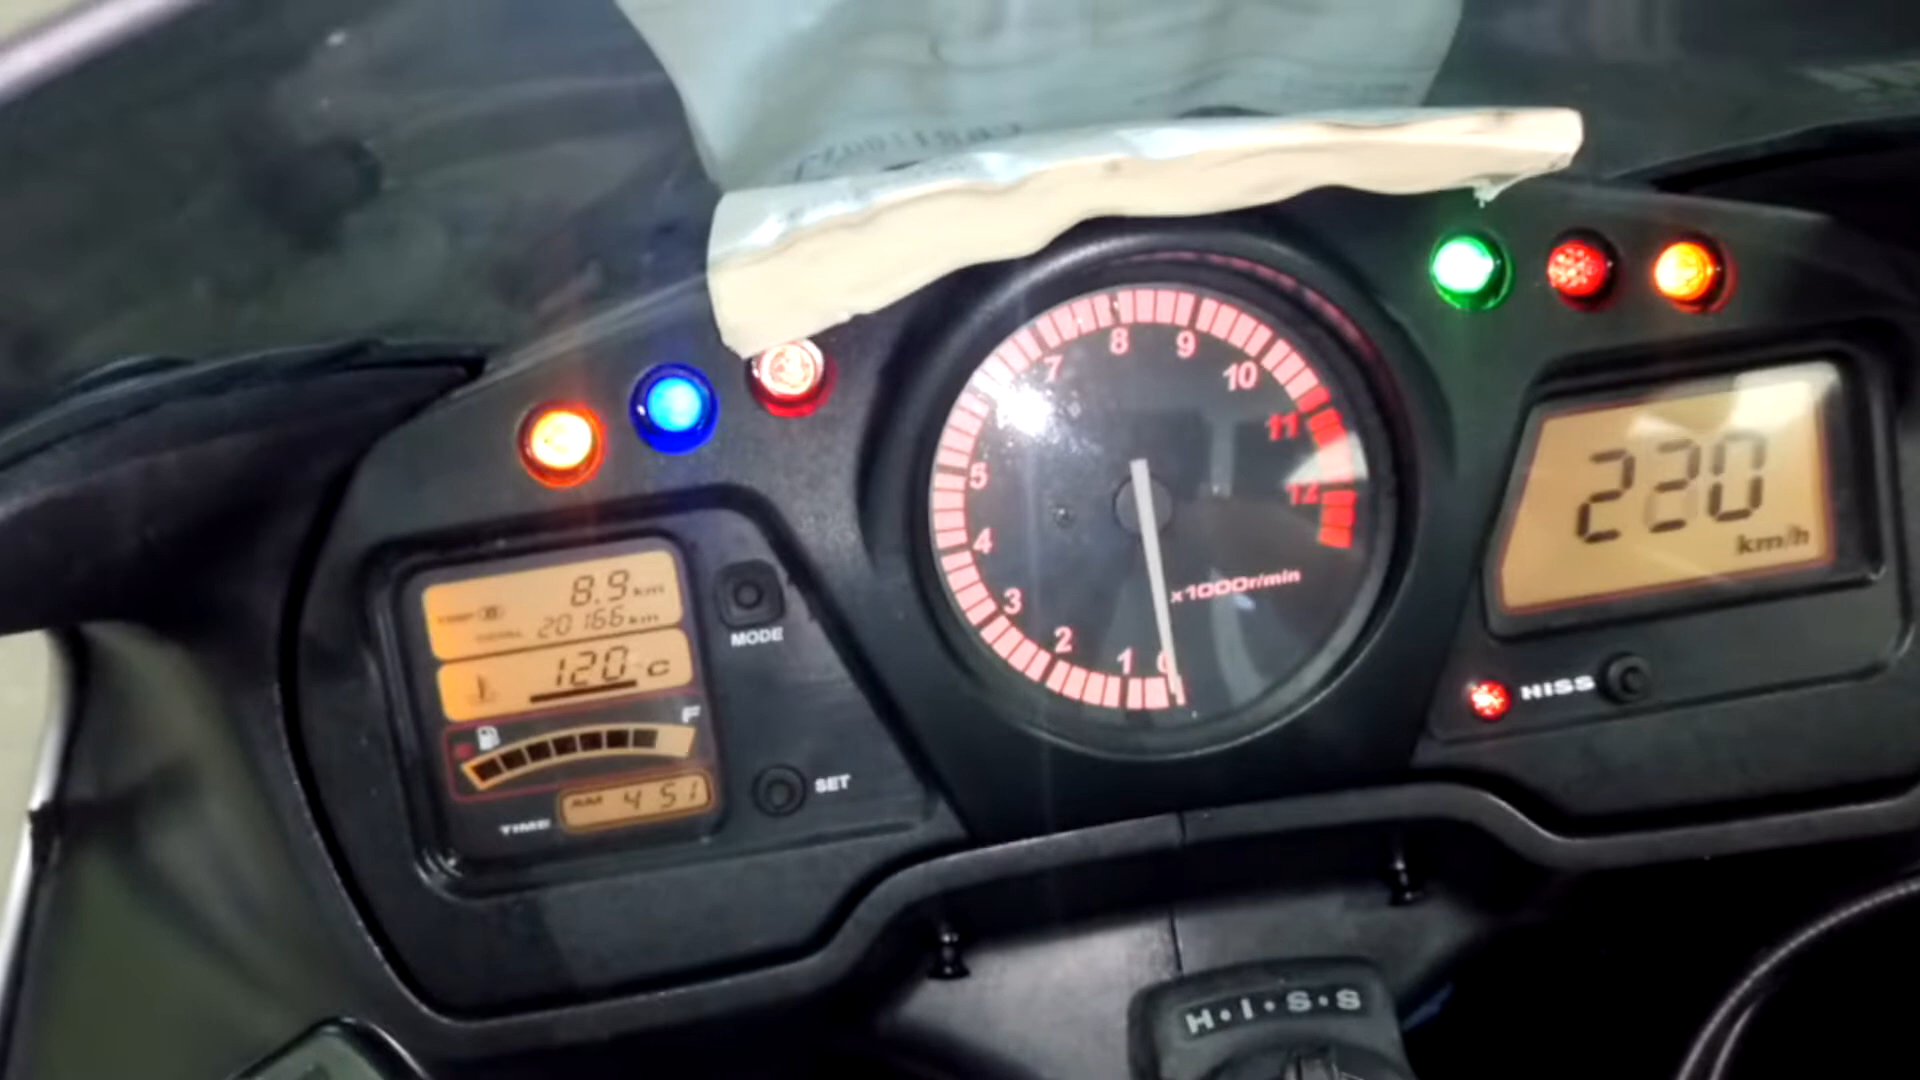 8.9 km
TOTAL 20166 km
120 °C
F
TIME AM 4 51
MODE
SET
7
8
9
10
11
12
5
4
3
2
1
0
x1000r/min
220
km/h
HISS
H·I·S·S